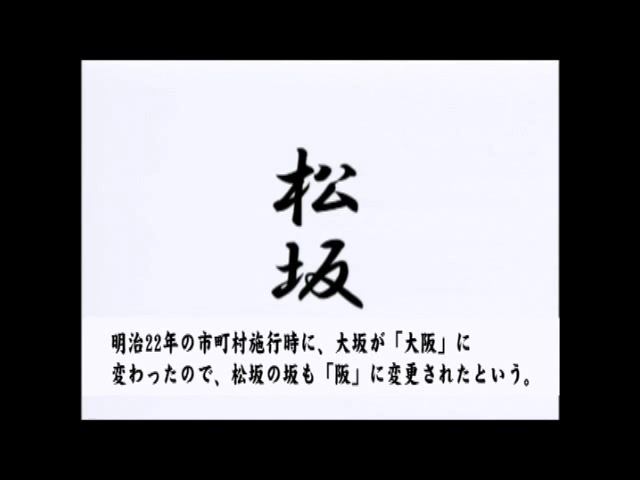 松
坂
明治22年の市町村施行時に、大坂が「大阪」に
変わったので、松坂の坂も「阪」に変更されたという。